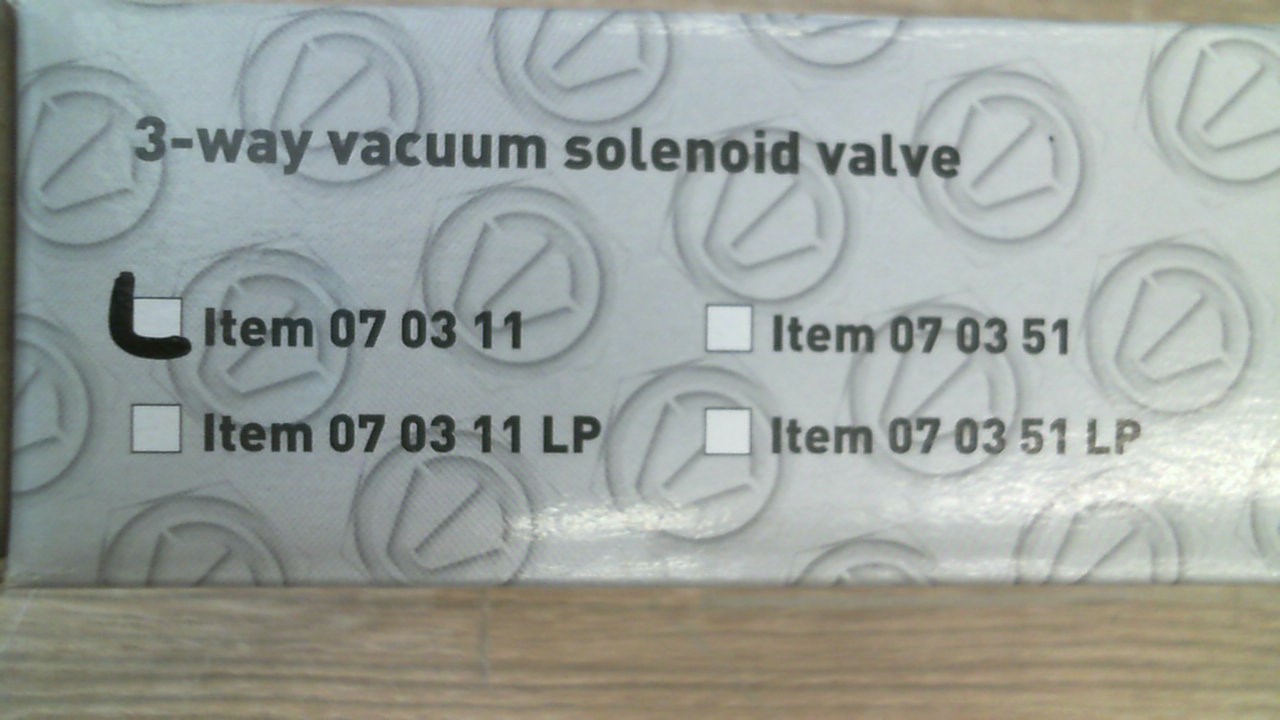 3-way vacuum solenoid valve
Item 07 03 11
Item 07 03 51
Item 07 03 11 LP
Item 07 03 51 LP